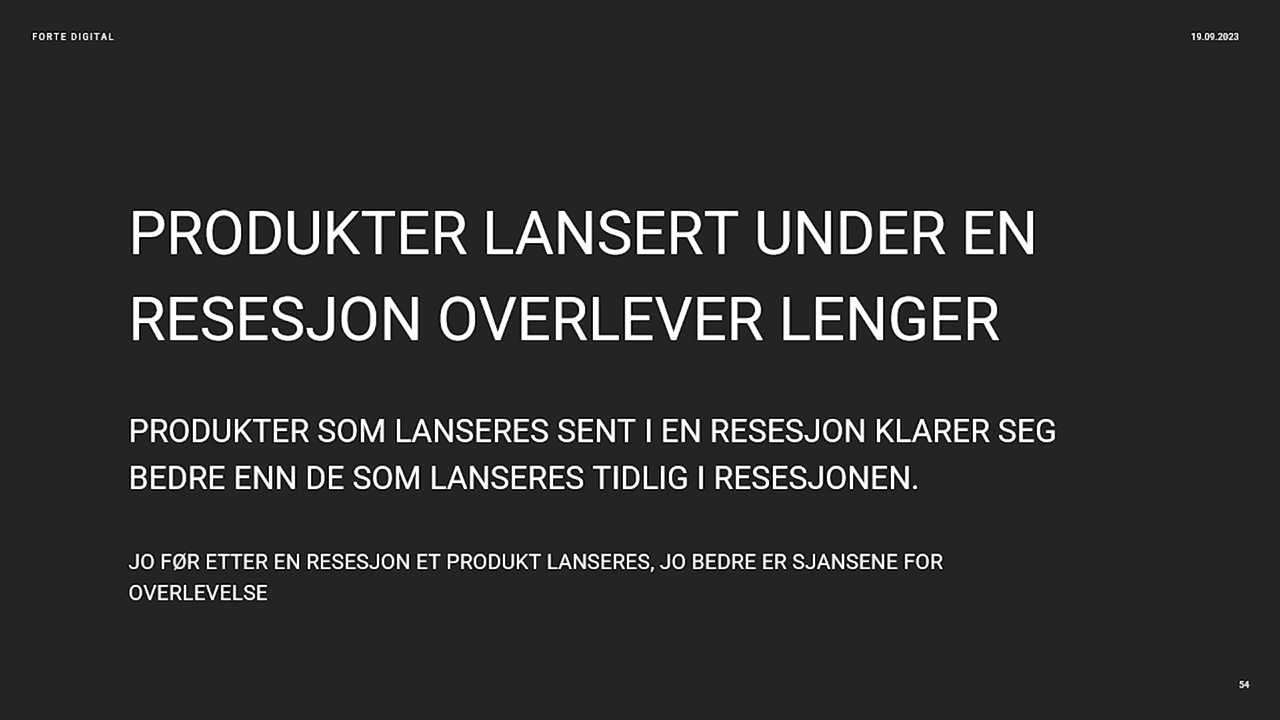 FORTE DIGITAL
19.09.2023
PRODUKTER LANSERT UNDER EN
RESESJON OVERLEVER LENGER
PRODUKTER SOM LANSERES SENT I EN RESESJON KLARER SEG
BEDRE ENN DE SOM LANSERES TIDLIG I RESESJONEN.
JO FØR ETTER EN RESESJON ET PRODUKT LANSERES, JO BEDRE ER SJANSENE FOR
OVERLEVELSE
54